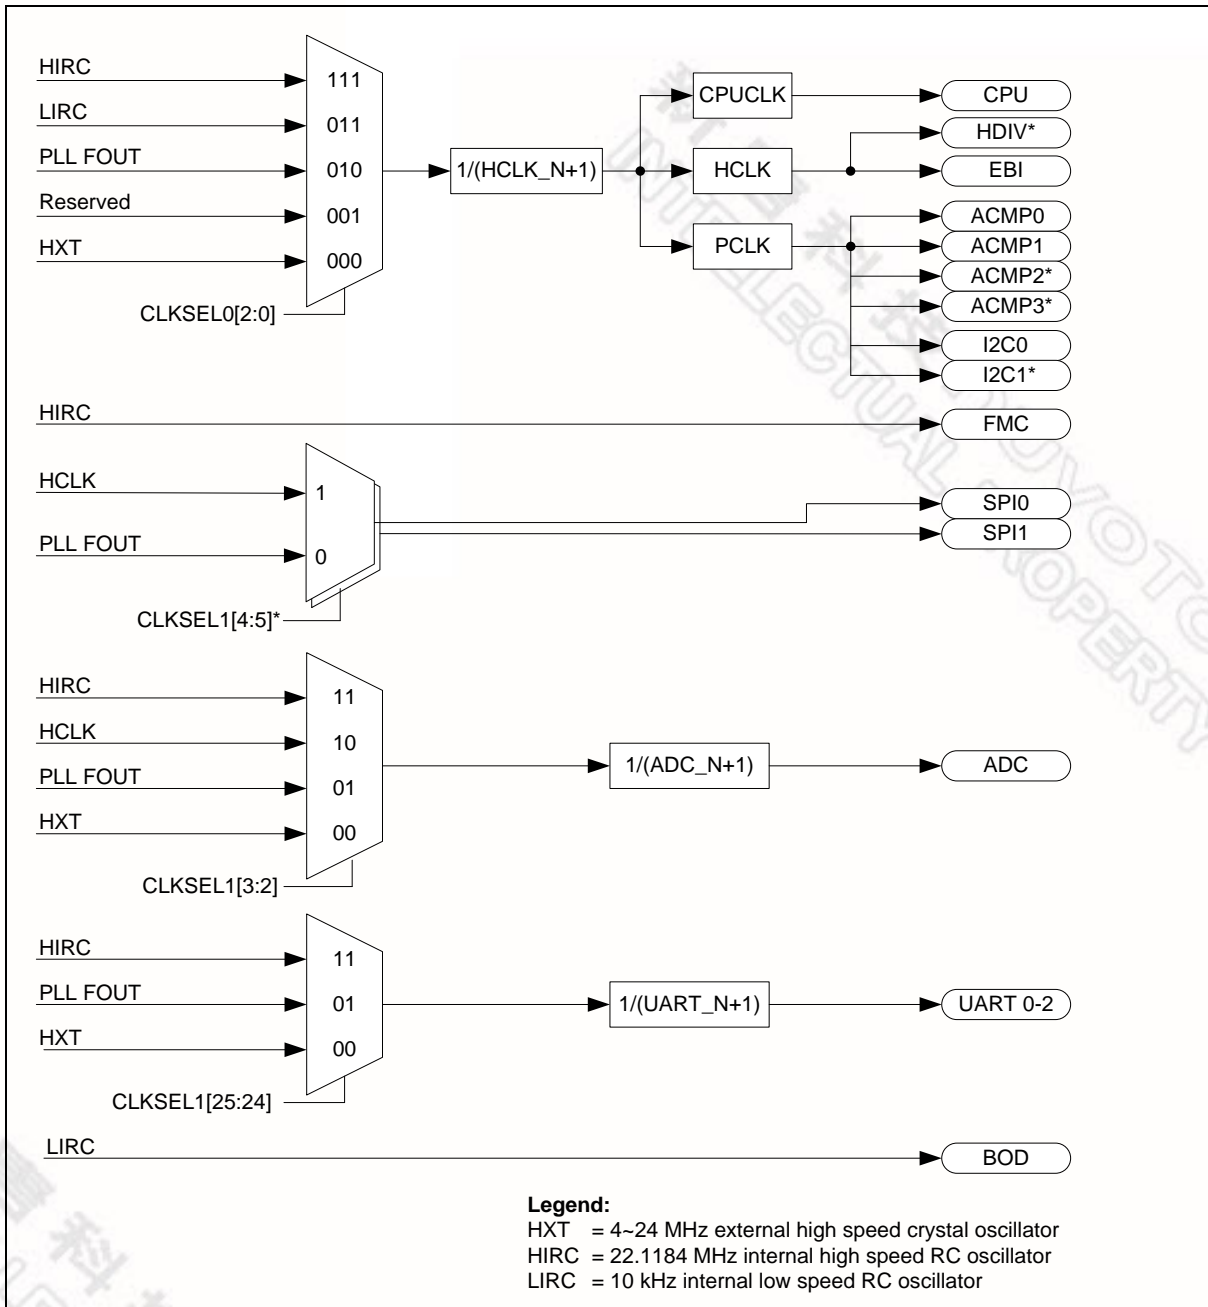 HIRC
LIRC
PLL FOUT
Reserved
HXT
111
011
010
001
000
CLKSEL0[2:0]
1/(HCLK_N+1)
CPUCLK
HCLK
PCLK
CPU
HDIV*
EBI
ACMP0
ACMP1
ACMP2*
ACMP3*
I2C0
I2C1*
HIRC
FMC
HCLK
PLL FOUT
1
0
CLKSEL1[4:5]*
SPI0
SPI1
HIRC
HCLK
PLL FOUT
HXT
11
10
01
00
CLKSEL1[3:2]
1/(ADC_N+1)
ADC
HIRC
PLL FOUT
HXT
11
01
00
CLKSEL1[25:24]
1/(UART_N+1)
UART 0-2
LIRC
BOD
Legend:
HXT = 4~24 MHz external high speed crystal oscillator
HIRC = 22.1184 MHz internal high speed RC oscillator
LIRC = 10 kHz internal low speed RC oscillator